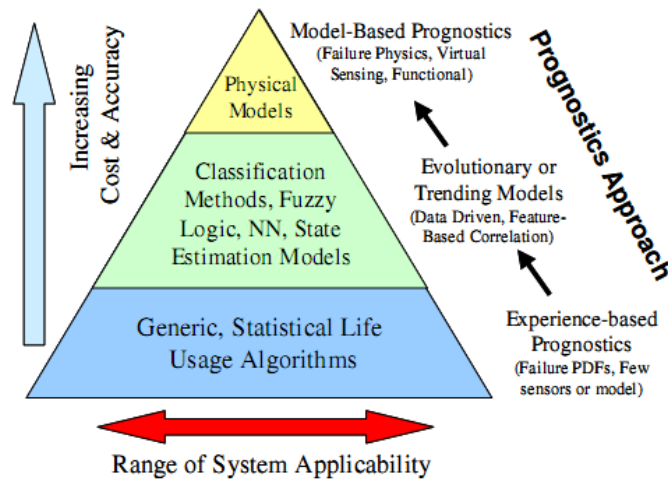 Increasing
Cost & Accuracy
Physical
Models
Classification
Methods, Fuzzy
Logic, NN, State
Estimation Models
Generic, Statistical Life
Usage Algorithms
Range of System Applicability
Model-Based Prognostics
(Failure Physics, Virtual
Sensing, Functional)
Evolutionary or
Trending Models
(Data Driven, Feature-
Based Correlation)
Experience-based
Prognostics
(Failure PDFs, Few
sensors or model)
Prognostics Approach